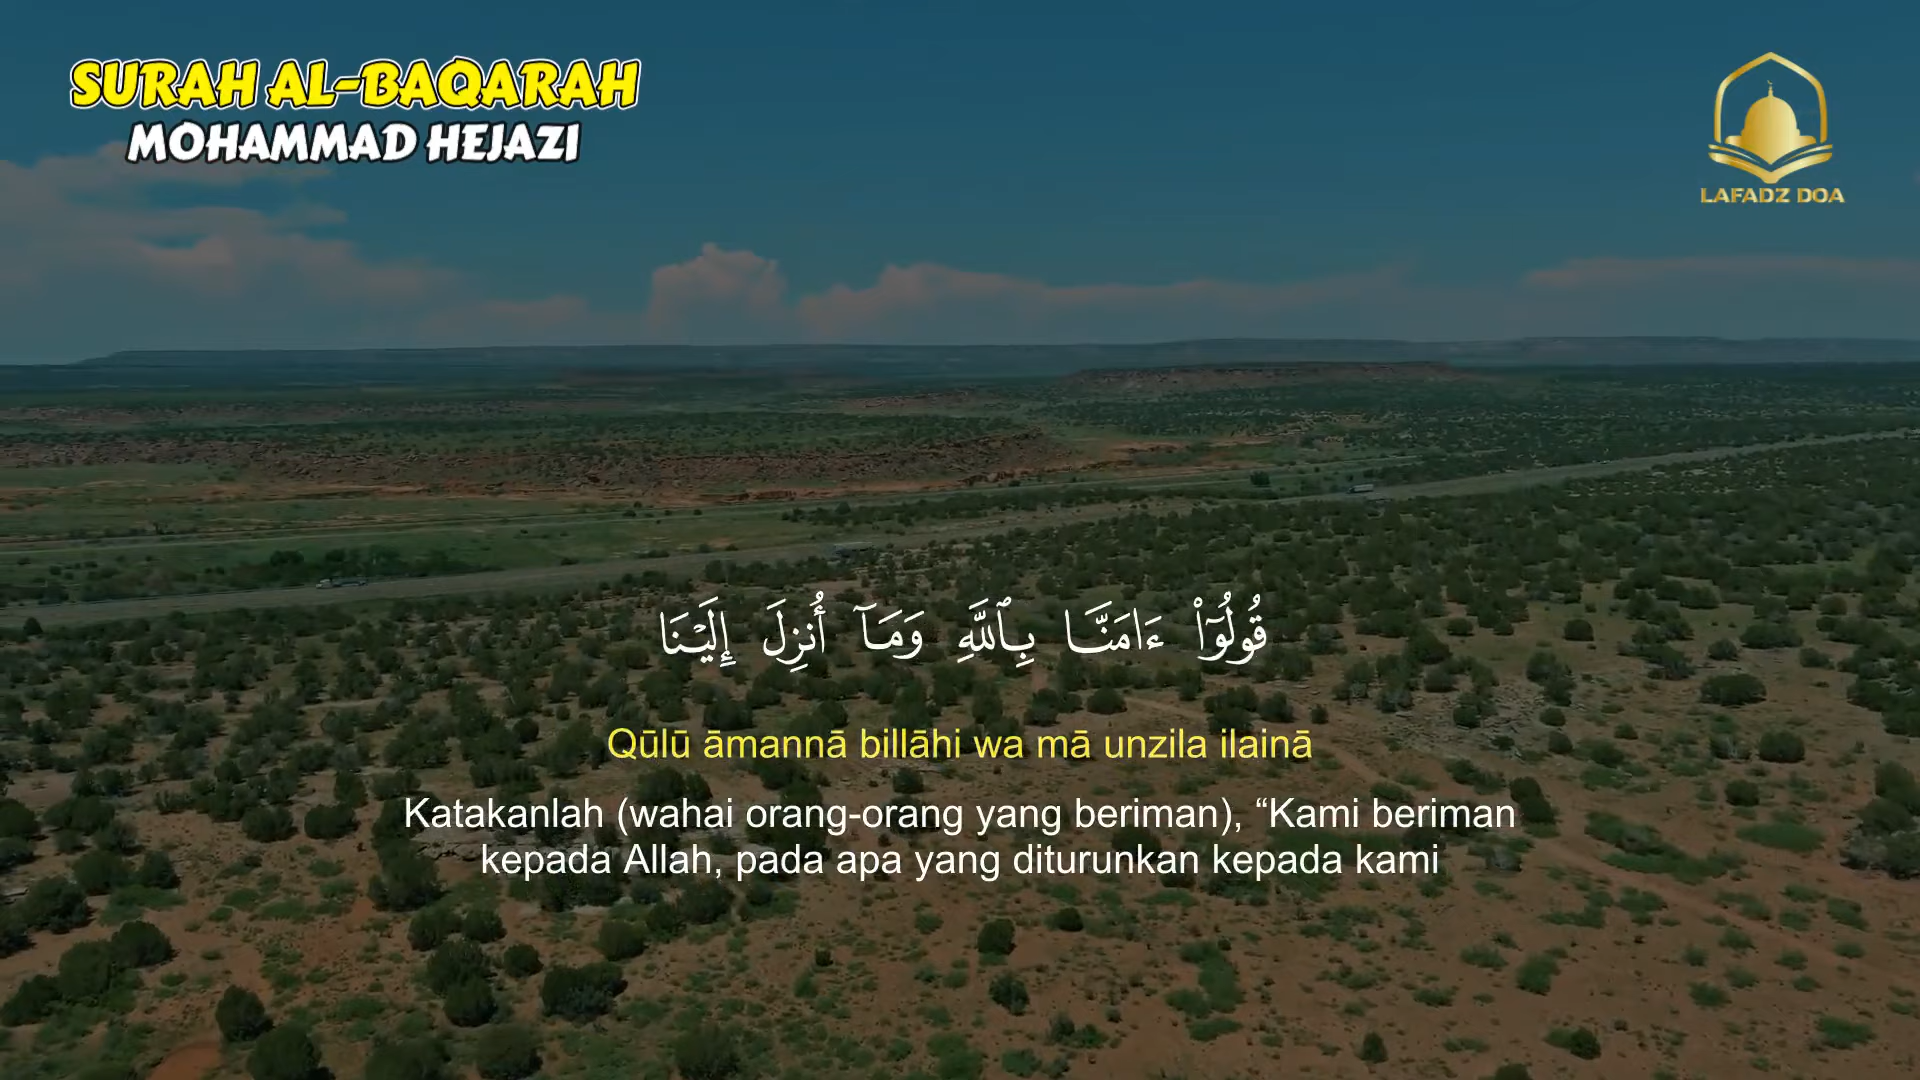 SURAH AL-BAQARAH
MOHAMMAD HEJAZI
LAFADZ DOA
قُولُوٓا۟ ءَامَنَّا بِٱللَّهِ وَمَآ أُنزِلَ إِلَيْنَا
Qūlū āmannā billāhi wa mā unzila ilainā
Katakanlah (wahai orang-orang yang beriman), “Kami beriman
kepada Allah, pada apa yang diturunkan kepada kami